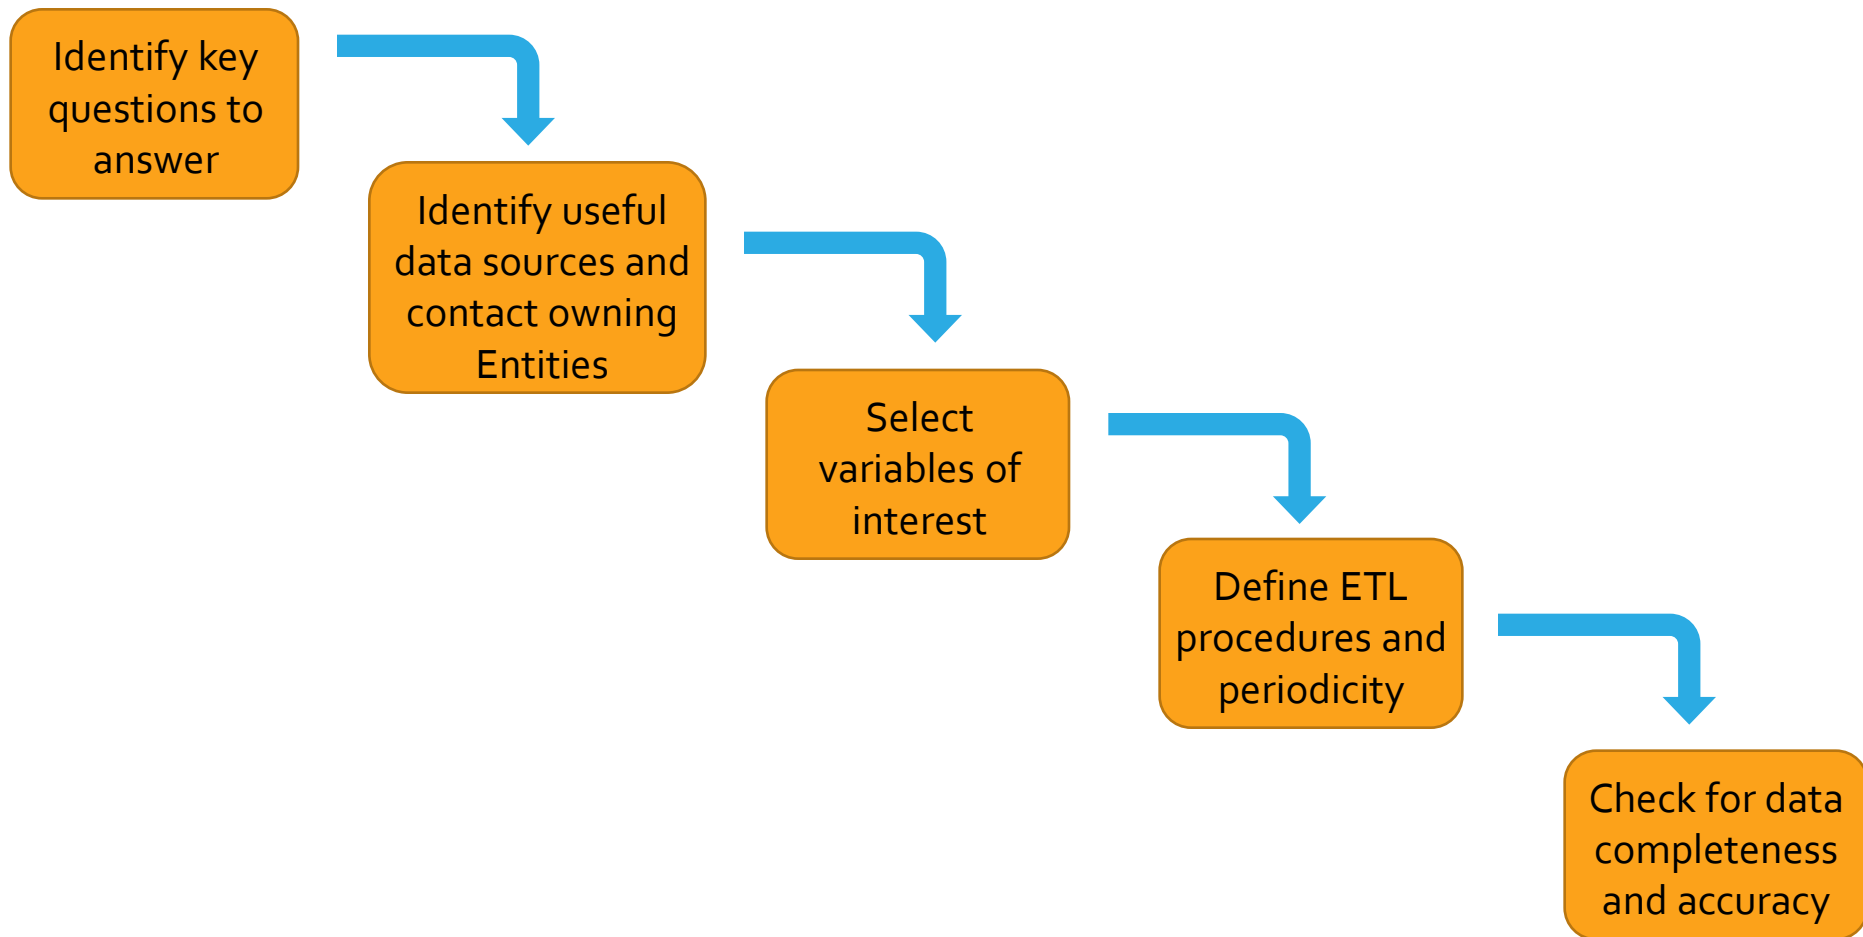 Identify key
questions to
answer
Identify useful
data sources and
contact owning
Entities
Select
variables of
interest
Define ETL
procedures and
periodicity
Check for data
completeness
and accuracy